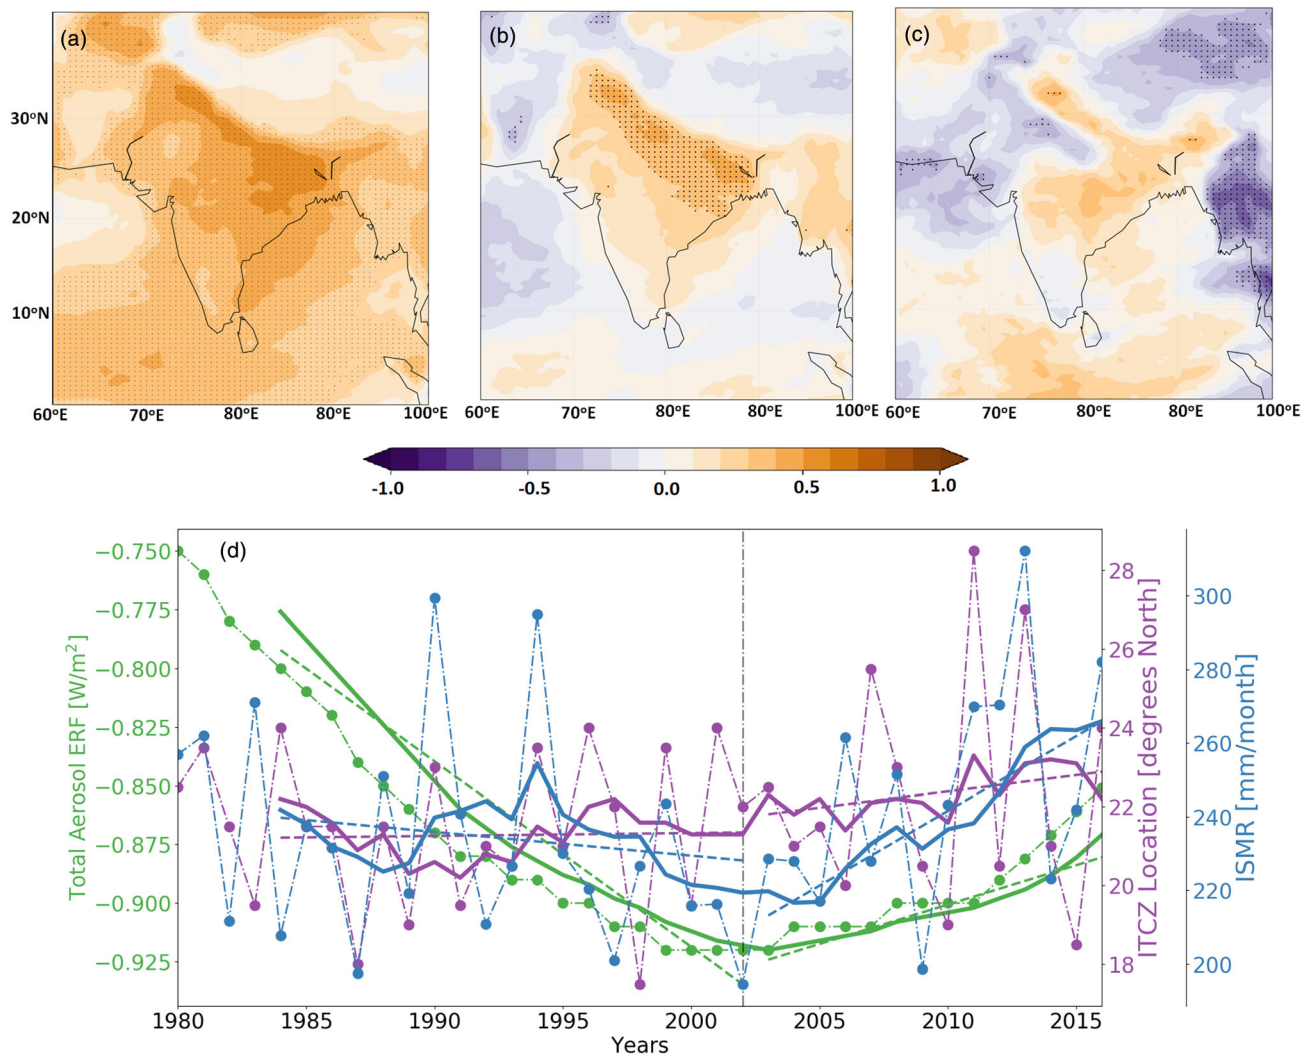 (a)
(b)
(c)
30°N
20°N
10°N
60°E 70°E 80°E 80°E 100°E
60°E 70°E 80°E 80°E 100°E
60°E 70°E 80°E 80°E 100°E
-1.0 -0.5 0.0 0.5 1.0
(d)
Total Aerosol ERF [W/m²]
−0.750
−0.775
−0.800
−0.825
−0.850
−0.875
−0.900
−0.925
ITCZ Location [degrees North]
28
26
24
22
20
18
ISMR [mm/month]
300
280
260
240
220
200
1980 1985 1990 1995 2000 2005 2010 2015
Years